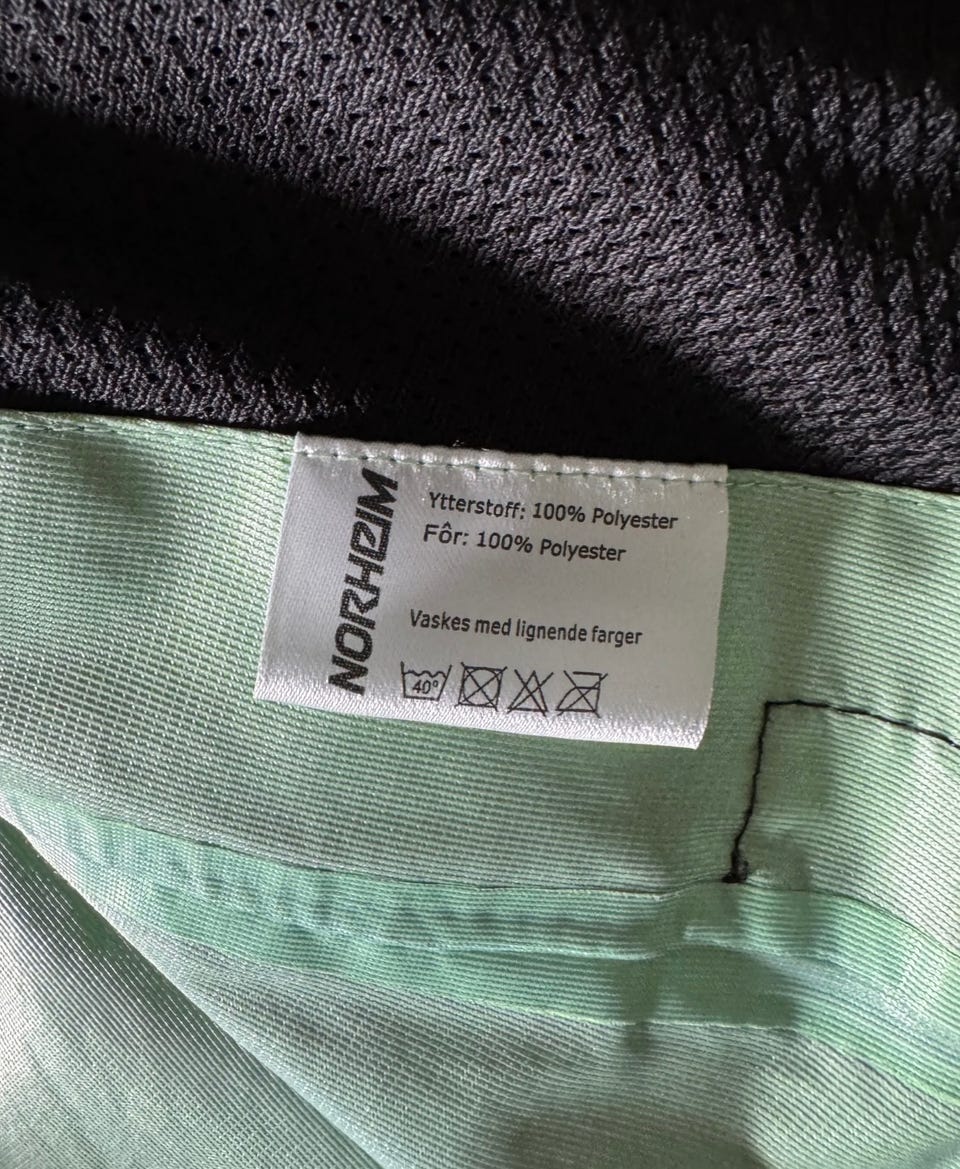 NORHEIM
Ytterstoff: 100% Polyester
Fôr: 100% Polyester
Vaskes med lignende farger
40°